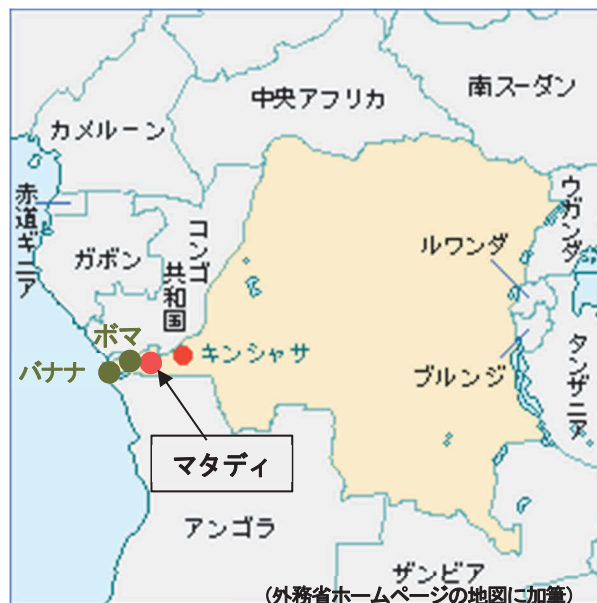 南スーダン
中央アフリカ
カメルーン
赤道ギニア
ガボン
コンゴ
共和国
ウガンダ
ルワンダ
ボマ
バナナ
キンシャサ
ブルンジ
タンザニア
マタディ
アンゴラ
ザンビア
(外務省ホームページの地図に加筆)